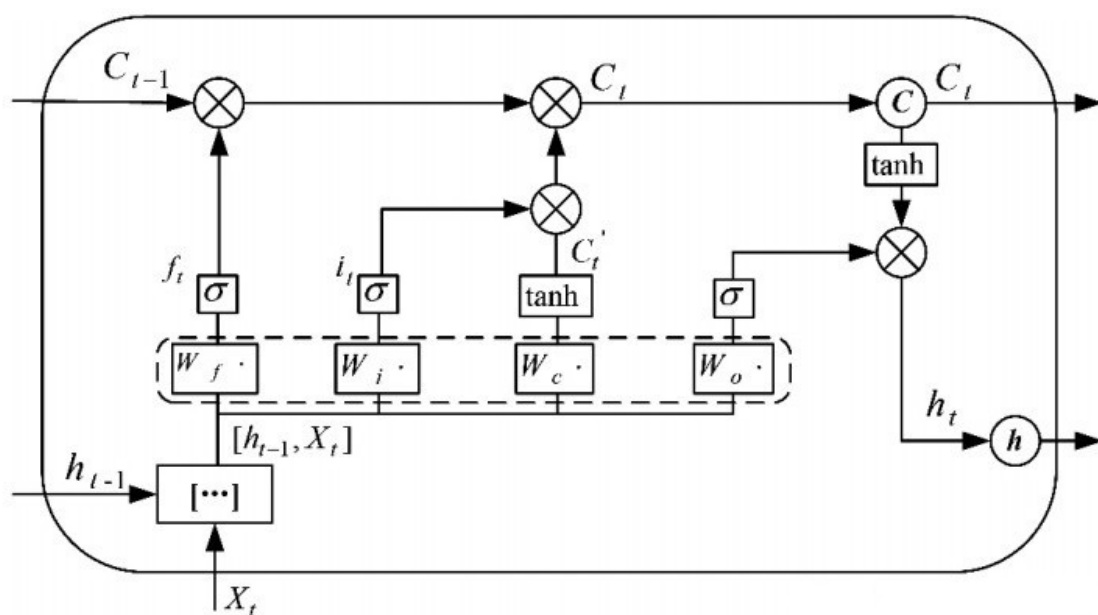 C_{t-1} C_t C C_t
tanh
C_t'
f_t i_t
σ σ tanh σ
W_f · W_i · W_c · W_o ·
[h_{t-1}, X_t] h_t h
h_{t-1} [···]
X_t